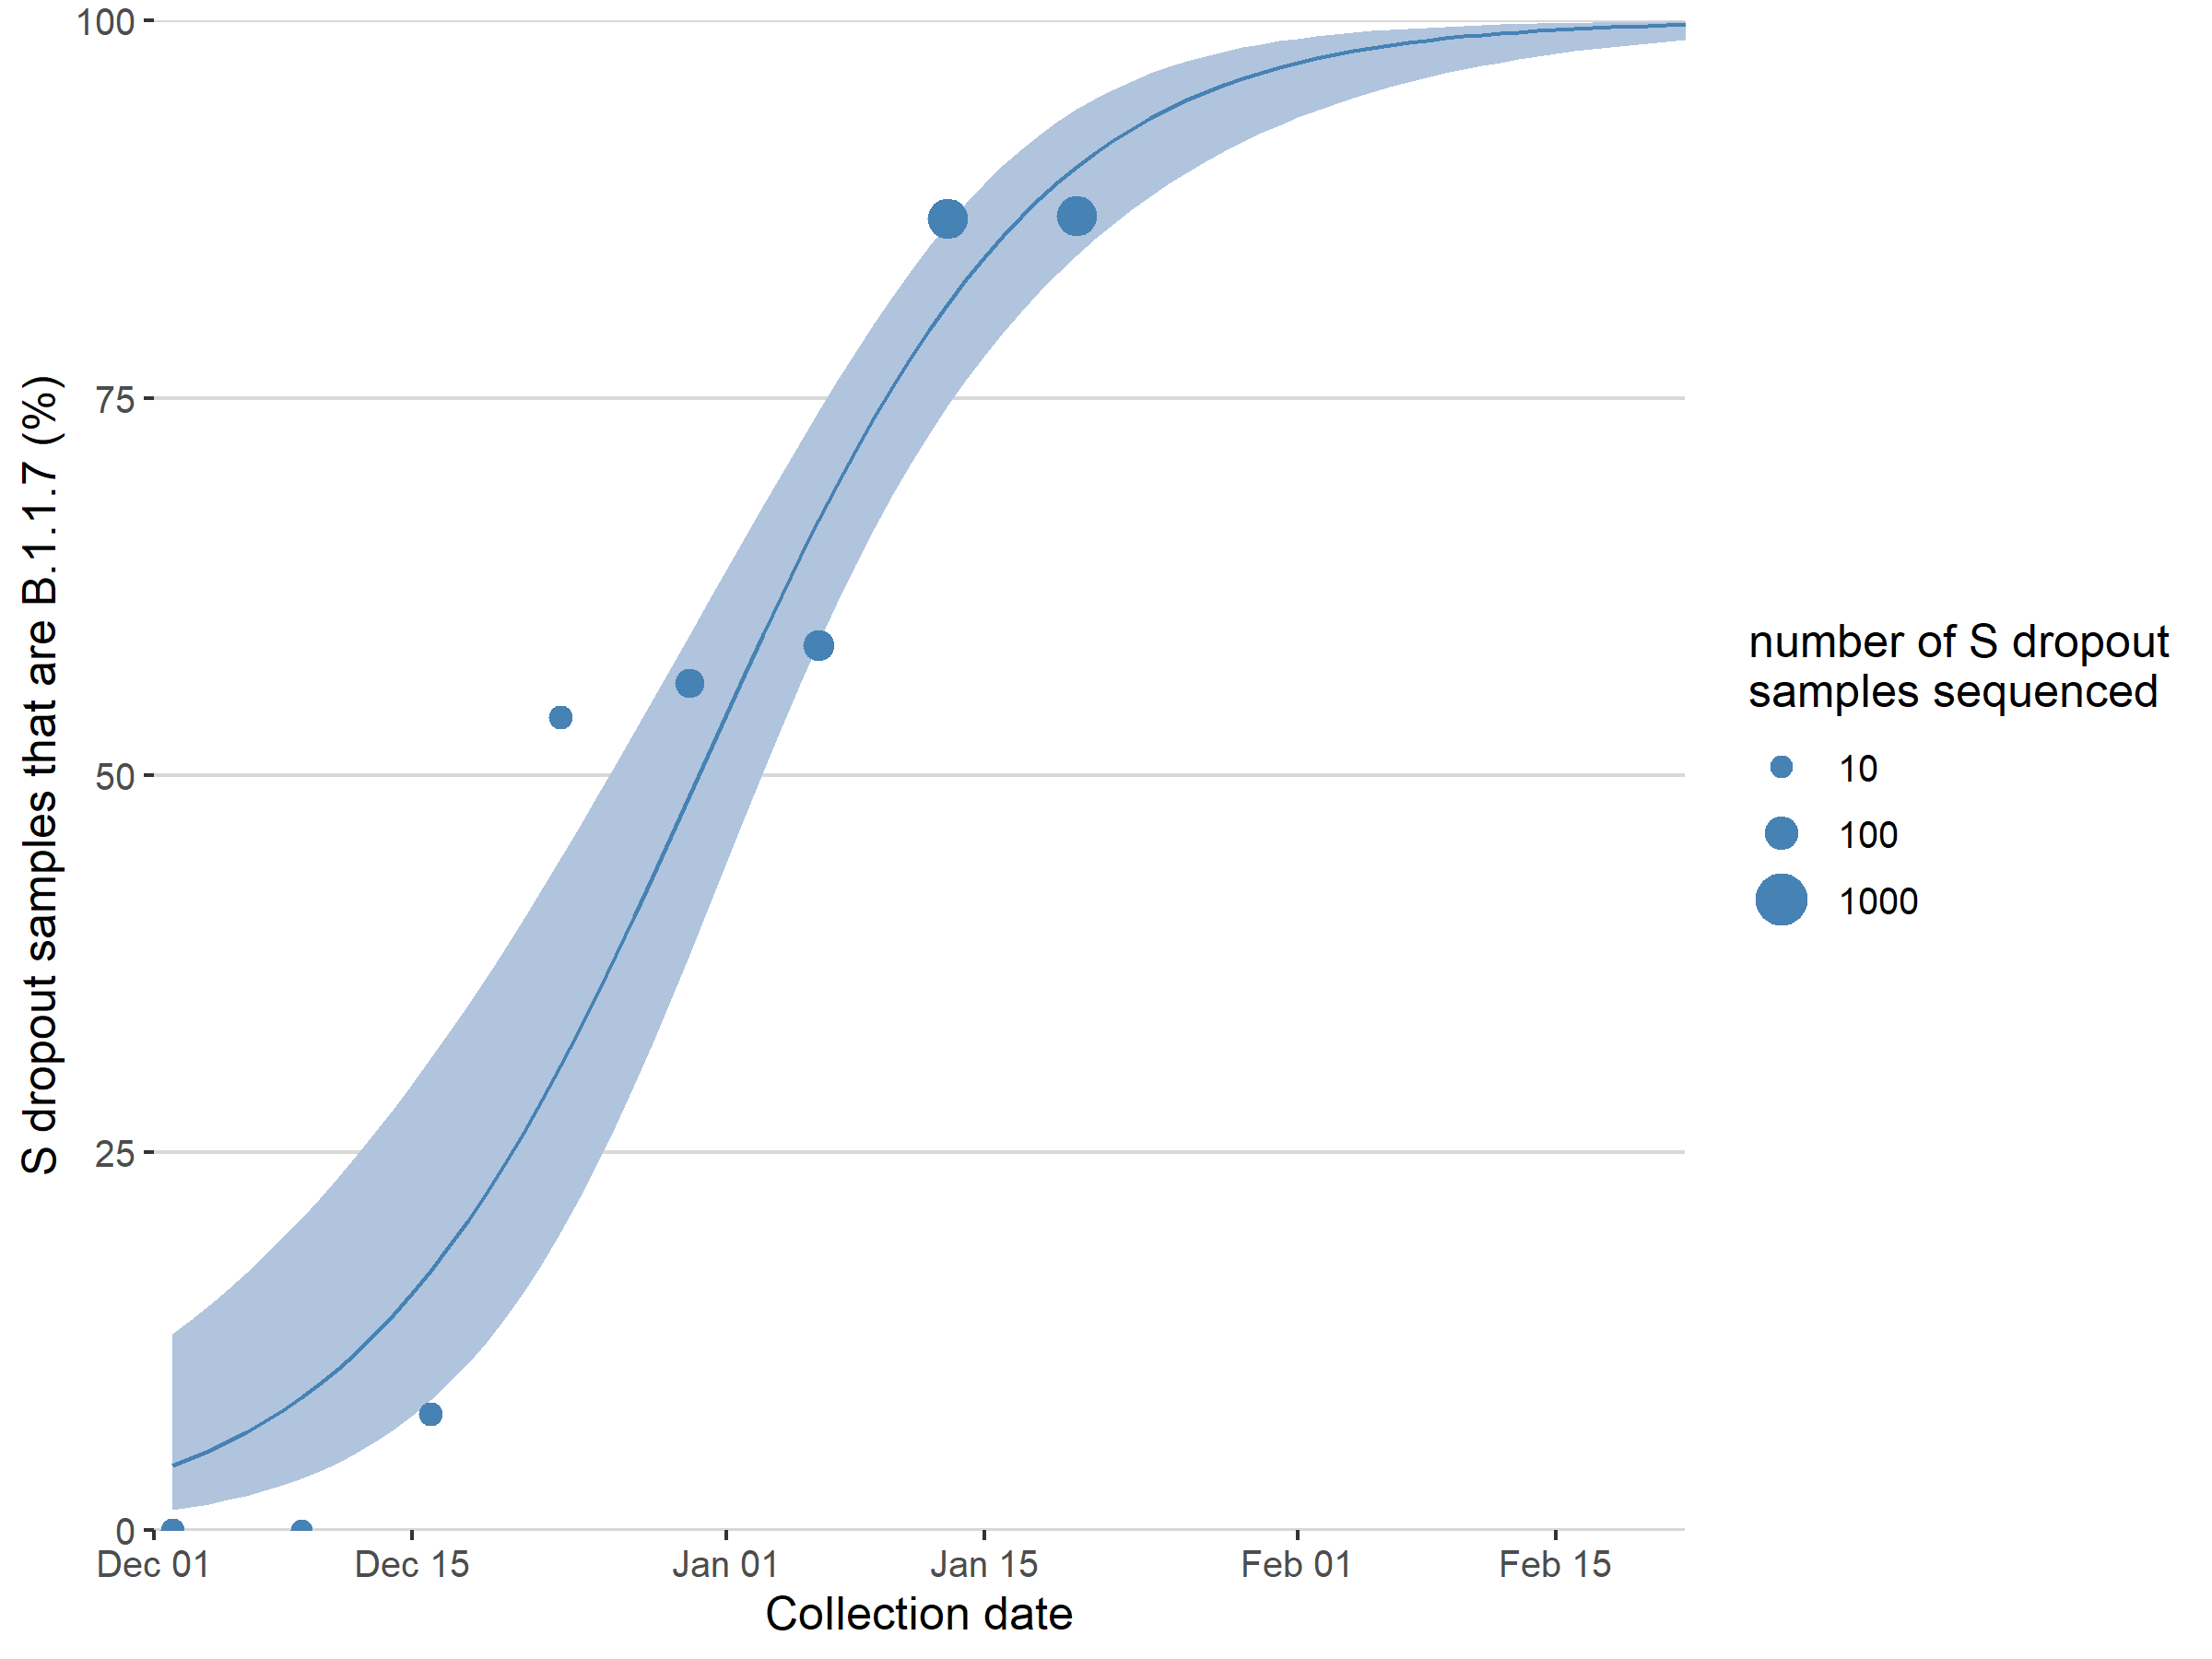 S dropout samples that are B.1.1.7 (%)
100
75
50
25
0
Dec 01
Dec 15
Jan 01
Jan 15
Feb 01
Feb 15
Collection date
number of S dropout
samples sequenced
10
100
1000